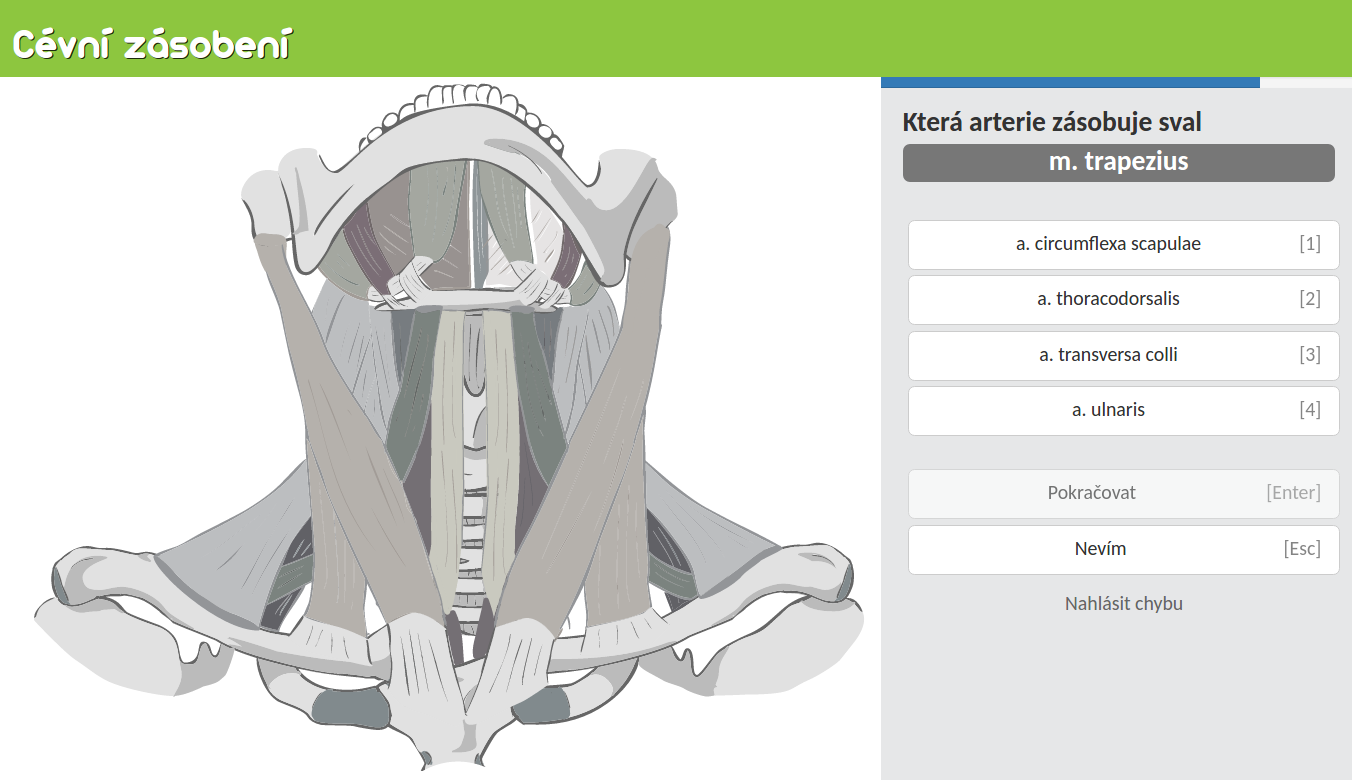 Cévní zásobení
Která arterie zásobuje sval
m. trapezius
a. circumflexa scapulae [1]
a. thoracodorsalis [2]
a. transversa colli [3]
a. ulnaris [4]
Pokračovat [Enter]
Nevím [Esc]
Nahlásit chybu